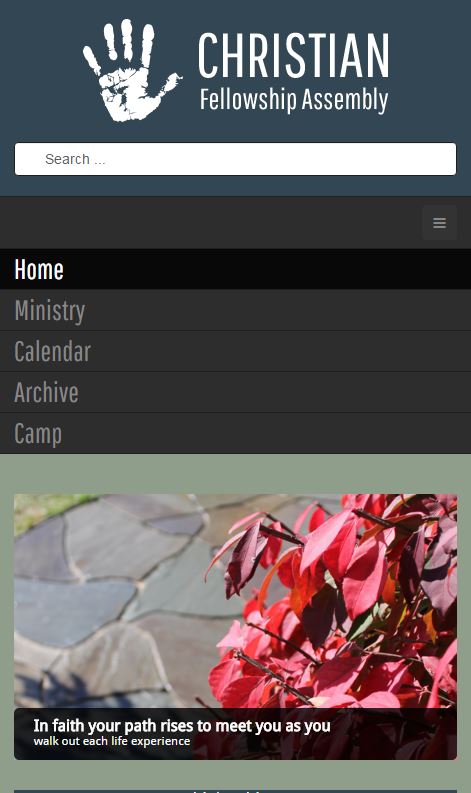 CHRISTIAN
Fellowship Assembly
Search ...
Home
Ministry
Calendar
Archive
Camp
In faith your path rises to meet you as you
walk out each life experience